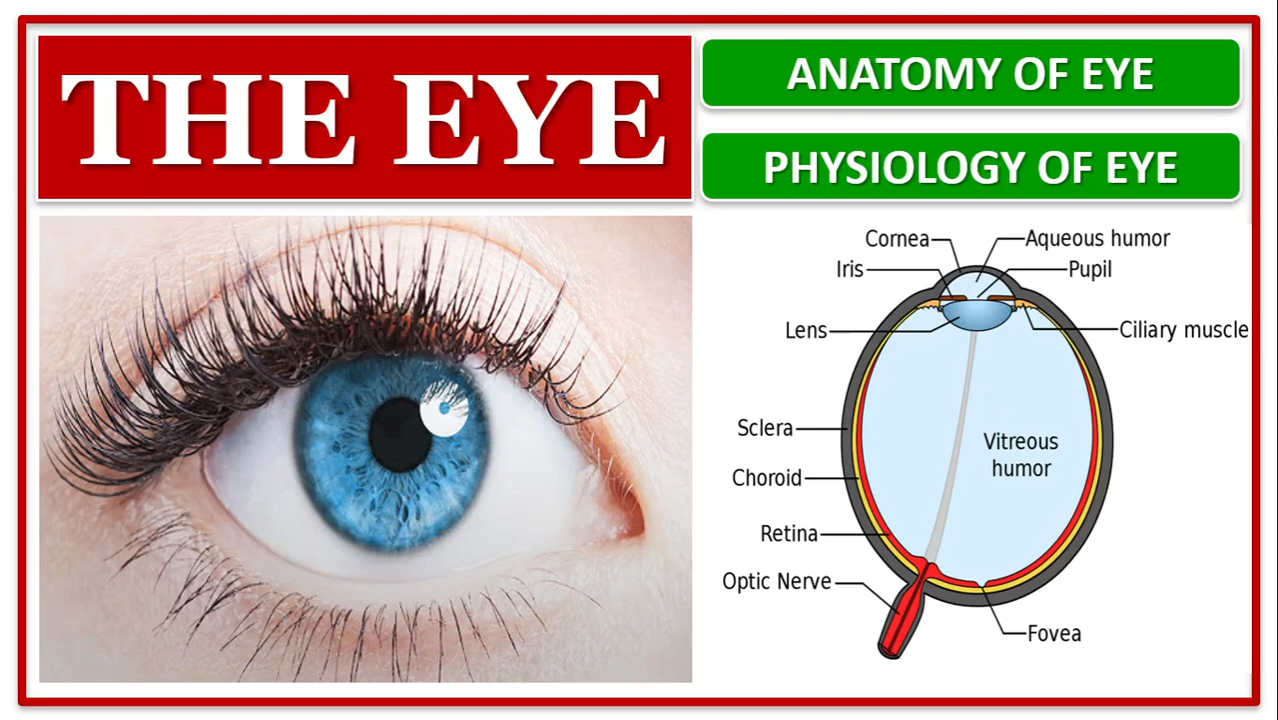 THE EYE
ANATOMY OF EYE
PHYSIOLOGY OF EYE
Cornea
Aqueous humor
Iris
Pupil
Lens
Ciliary muscle
Sclera
Vitreous
humor
Choroid
Retina
Optic Nerve
Fovea